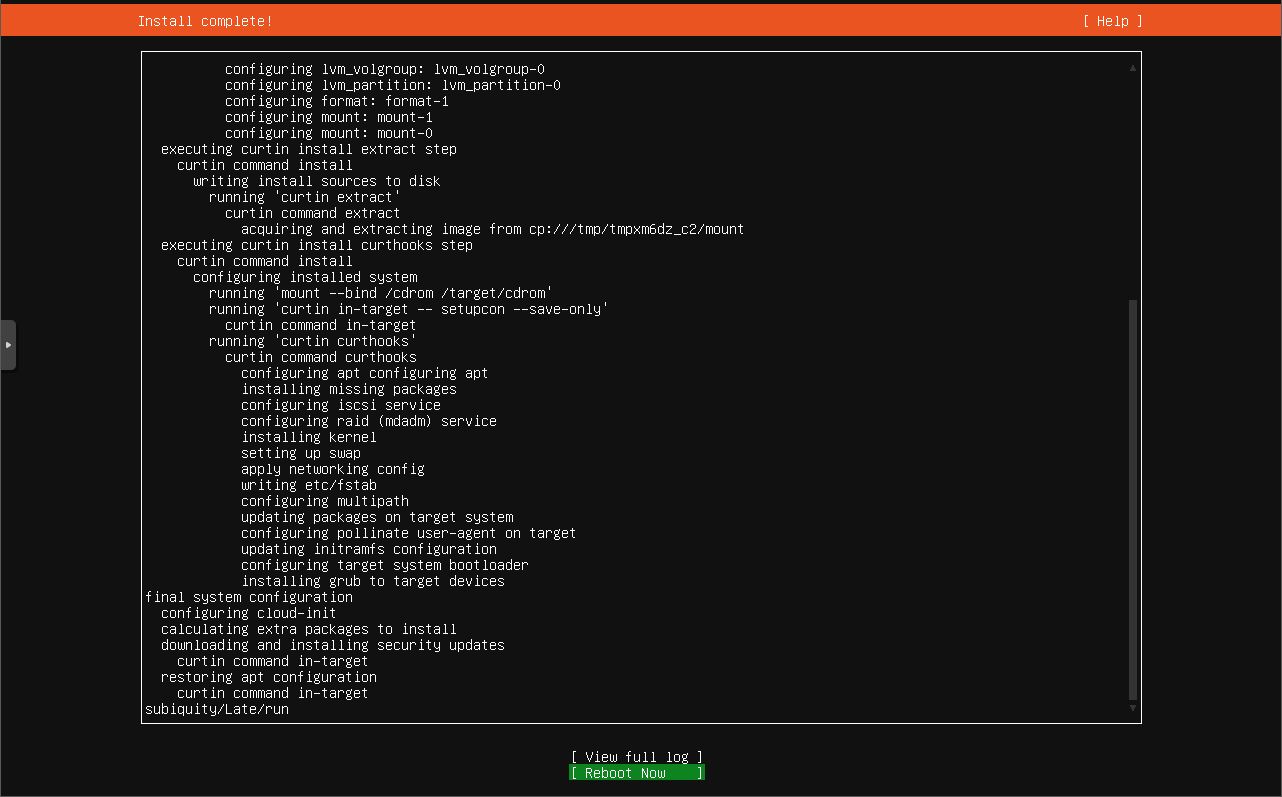 Install complete!
[ Help ]
configuring lvm_volgroup: lvm_volgroup-0
configuring lvm_partition: lvm_partition-0
configuring format: format-1
configuring mount: mount-1
configuring mount: mount-0
executing curtin install extract step
curtin command install
writing install sources to disk
running 'curtin extract'
curtin command extract
acquiring and extracting image from cp:///tmp/tmpxm6dz_c2/mount
executing curtin install curthooks step
curtin command install
configuring installed system
running 'mount --bind /cdrom /target/cdrom'
running 'curtin in-target -- setupcon --save-only'
curtin command in-target
running 'curtin curthooks'
curtin command curthooks
configuring apt configuring apt
installing missing packages
configuring iscsi service
configuring raid (mdadm) service
installing kernel
setting up swap
apply networking config
writing etc/fstab
configuring multipath
updating packages on target system
configuring pollinate user-agent on target
updating initramfs configuration
configuring target system bootloader
installing grub to target devices
final system configuration
configuring cloud-init
calculating extra packages to install
downloading and installing security updates
curtin command in-target
restoring apt configuration
curtin command in-target
subiquity/Late/run
[ View full log ]
[ Reboot Now ]